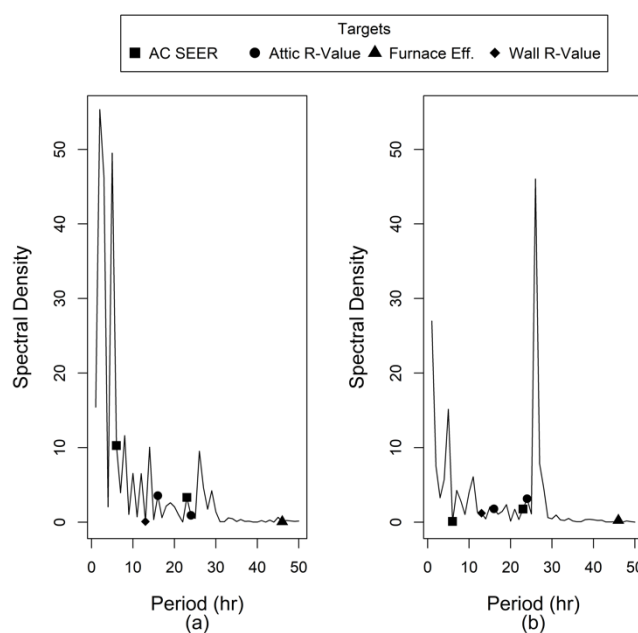 Targets
AC SEER Attic R-Value Furnace Eff. Wall R-Value
Spectral Density
0 10 20 30 40 50
0 10 20 30 40 50
Period (hr)
(a)
Spectral Density
0 10 20 30 40 50
0 10 20 30 40 50
Period (hr)
(b)